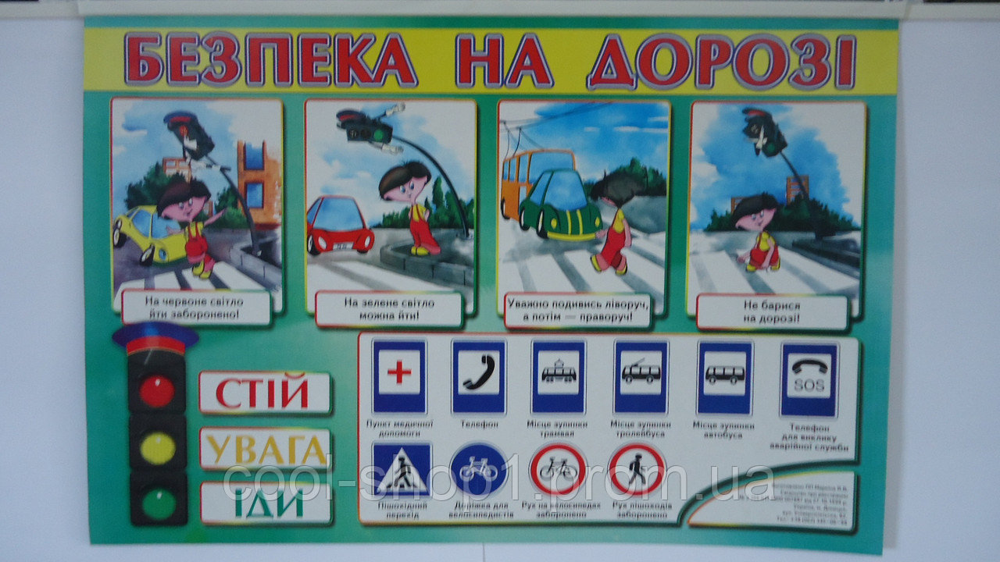 БЕЗПЕКА НА ДОРОЗІ
На червоне світло
йти заборонено!
На зелене світло
можна йти!
Уважно подивись ліворуч,
а потім — праворуч!
Не барися
на дорозі!
СТІЙ
УВАГА
ІДИ
Пункт медичної
допомоги
Телефон
Місце зупинки
трамвая
Місце зупинки
тролейбуса
Місце зупинки
автобуса
SOS
Телефон
для виклику
аварійної служби
Пішохідний
перехід
Доріжка для
велосипедистів
Рух на велосипедах
заборонено
Рух пішоходів
заборонено
cool-shop1.prom.ua